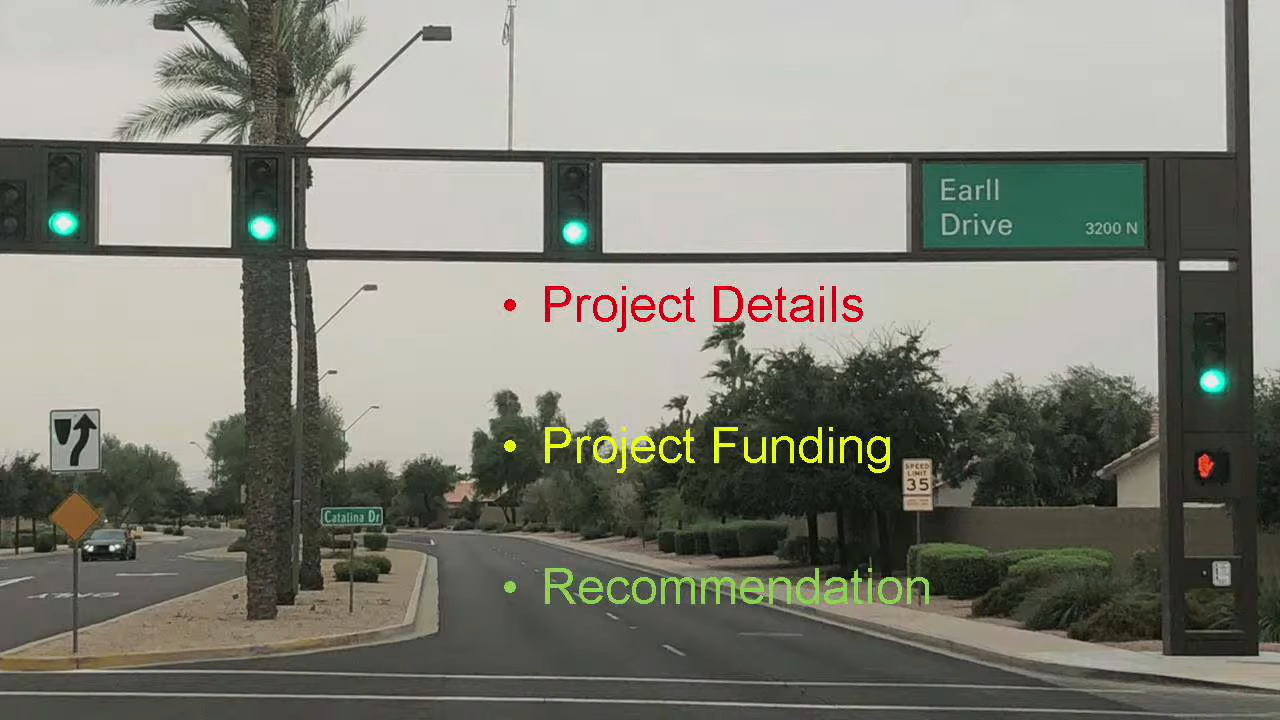 Earll
Drive
3200 N
• Project Details
• Project Funding
SPEED
LIMIT
35
Catalina Dr
• Recommendation